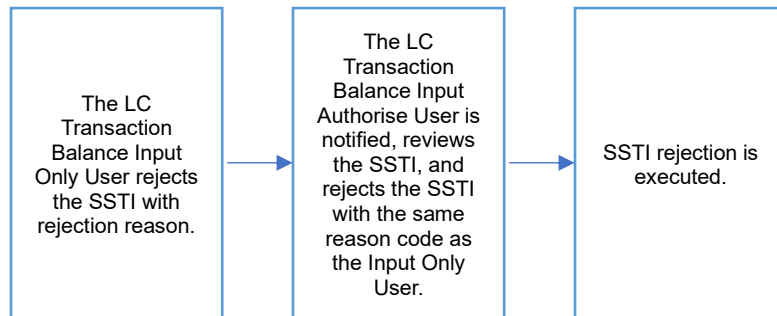 The LC
Transaction
Balance Input
Only User rejects
the SSTI with
rejection reason.
The LC
Transaction
Balance Input
Authorise User is
notified, reviews
the SSTI, and
rejects the SSTI
with the same
reason code as
the Input Only
User.
SSTI rejection is
executed.